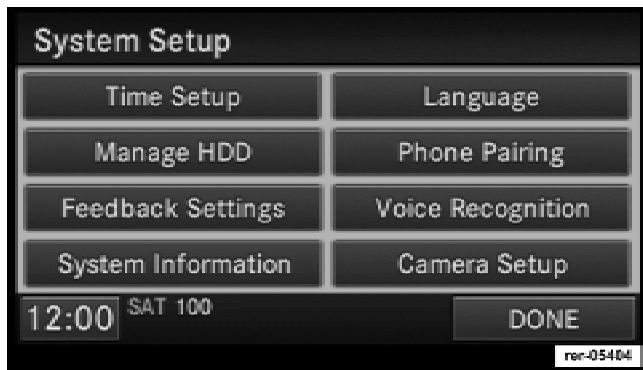 System Setup
Time Setup
Language
Manage HDD
Phone Pairing
Feedback Settings
Voice Recognition
System Information
Camera Setup
12:00
SAT 100
DONE
rer-05404